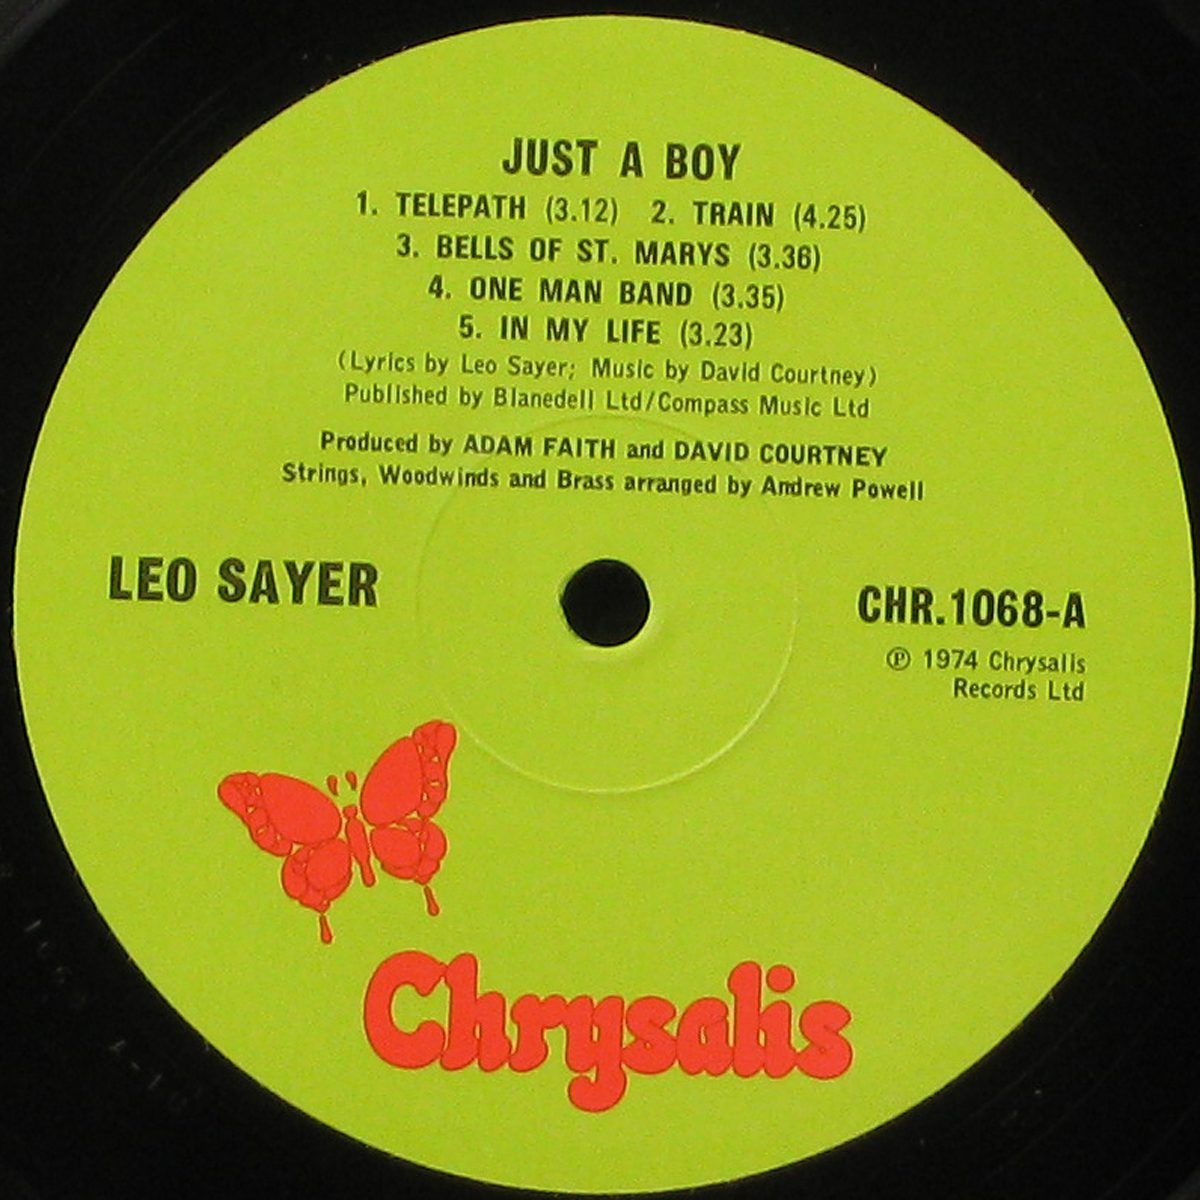 JUST A BOY
1. TELEPATH (3.12) 2. TRAIN (4.25)
3. BELLS OF ST. MARYS (3.36)
4. ONE MAN BAND (3.35)
5. IN MY LIFE (3.23)
(Lyrics by Leo Sayer; Music by David Courtney)
Published by Blanedell Ltd/Compass Music Ltd
Produced by ADAM FAITH and DAVID COURTNEY
Strings, Woodwinds and Brass arranged by Andrew Powell
LEO SAYER
CHR.1068-A
℗ 1974 Chrysalis
Records Ltd
Chrysalis